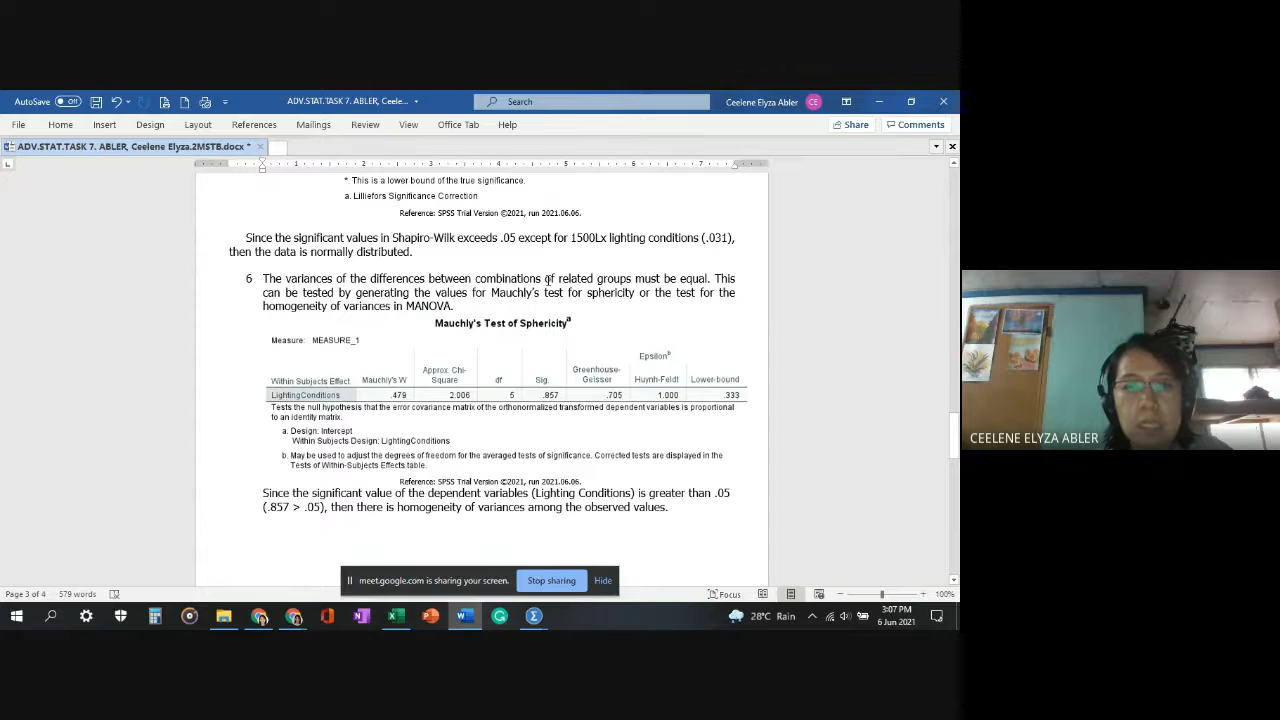 AutoSave Off
ADV.STAT.TASK 7. ABLER, Ceele...
Search
Ceelene Elyza Abler CE
File Home Insert Design Layout References Mailings Review View Office Tab Help Share Comments
ADV.STAT.TASK 7. ABLER, Ceelene Elyza.2MSTB.docx *
1 2 3 4 5 6 7
*. This is a lower bound of the true significance.
a. Lilliefors Significance Correction
Reference: SPSS Trial Version ©2021, run 2021.06.06.
Since the significant values in Shapiro-Wilk exceeds .05 except for 1500Lx lighting conditions (.031),
then the data is normally distributed.
6 The variances of the differences between combinations of related groups must be equal. This
can be tested by generating the values for Mauchly's test for sphericity or the test for the
homogeneity of variances in MANOVA.
Mauchly's Test of Sphericityª
Measure: MEASURE_1
Epsilonᵇ
Within Subjects Effect Mauchly's W Approx. Chi-Square df Sig. Greenhouse-Geisser Huynh-Feldt Lower-bound
LightingConditions .479 2.006 5 .857 .705 1.000 .333
Tests the null hypothesis that the error covariance matrix of the orthonormalized transformed dependent variables is proportional
to an identity matrix.
a. Design: Intercept
Within Subjects Design: LightingConditions
b. May be used to adjust the degrees of freedom for the averaged tests of significance. Corrected tests are displayed in the
Tests of Within-Subjects Effects table.
Reference: SPSS Trial Version ©2021, run 2021.06.06.
Since the significant value of the dependent variables (Lighting Conditions) is greater than .05
(.857 > .05), then there is homogeneity of variances among the observed values.
meet.google.com is sharing your screen. Stop sharing Hide
Page 3 of 4 579 words Focus 100%
28°C Rain 3:07 PM
6 Jun 2021
CEELENE ELYZA ABLER